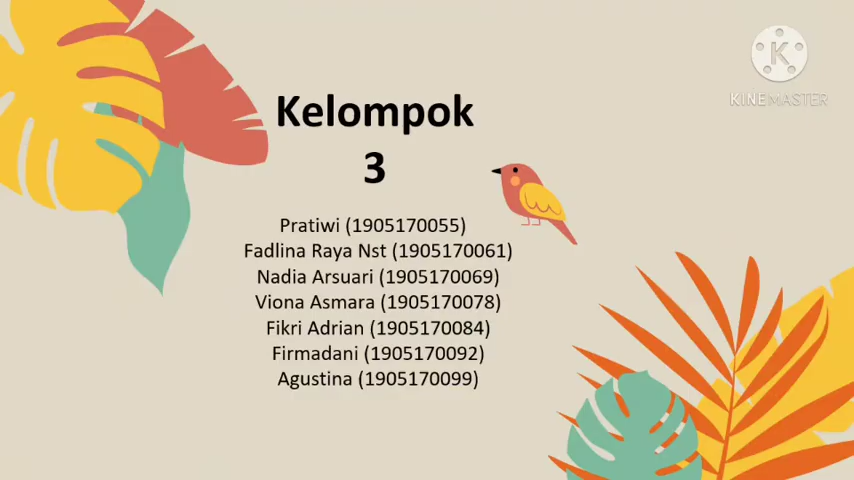 K
KINEMASTER
Kelompok
3
Pratiwi (1905170055)
Fadlina Raya Nst (1905170061)
Nadia Arsuari (1905170069)
Viona Asmara (1905170078)
Fikri Adrian (1905170084)
Firmadani (1905170092)
Agustina (1905170099)